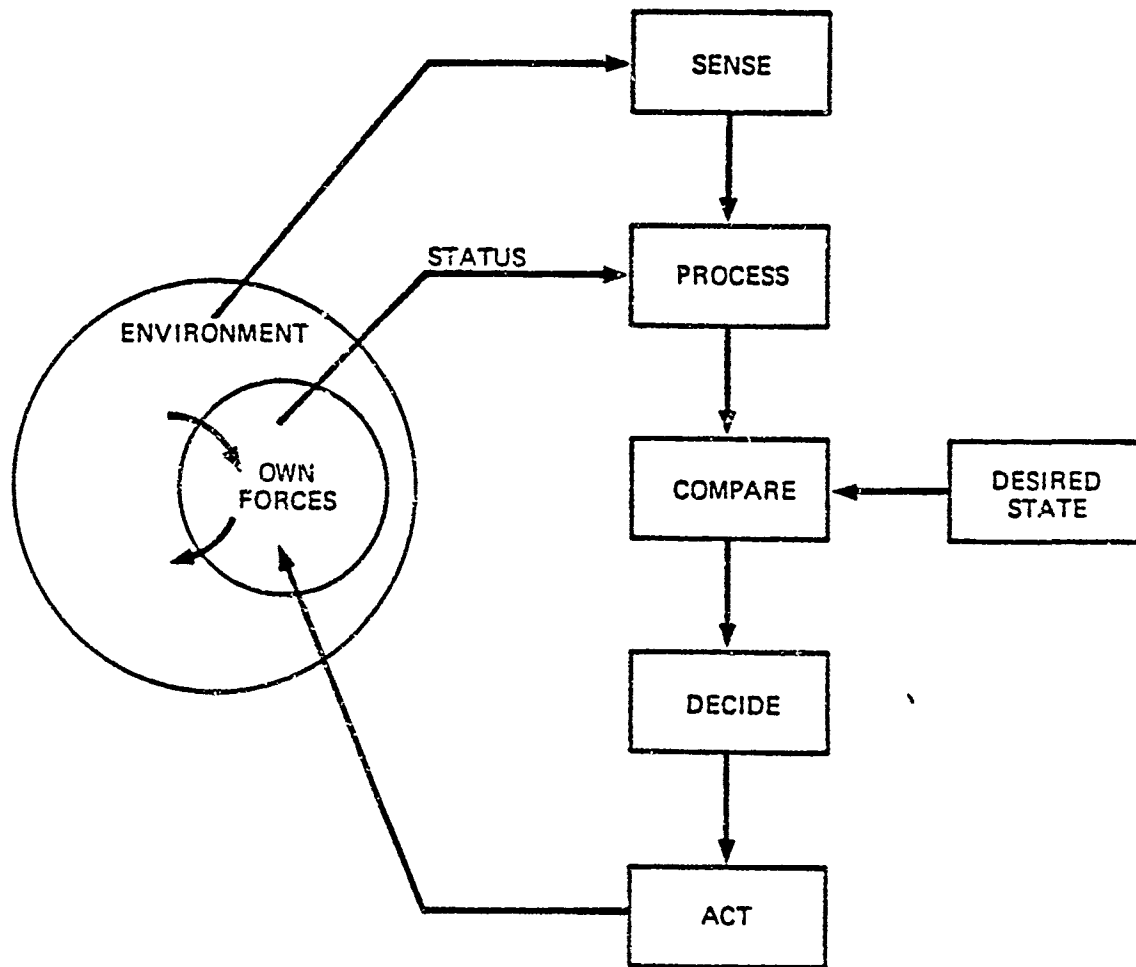 SENSE
STATUS
PROCESS
ENVIRONMENT
OWN
FORCES
COMPARE
DESIRED
STATE
DECIDE
ACT